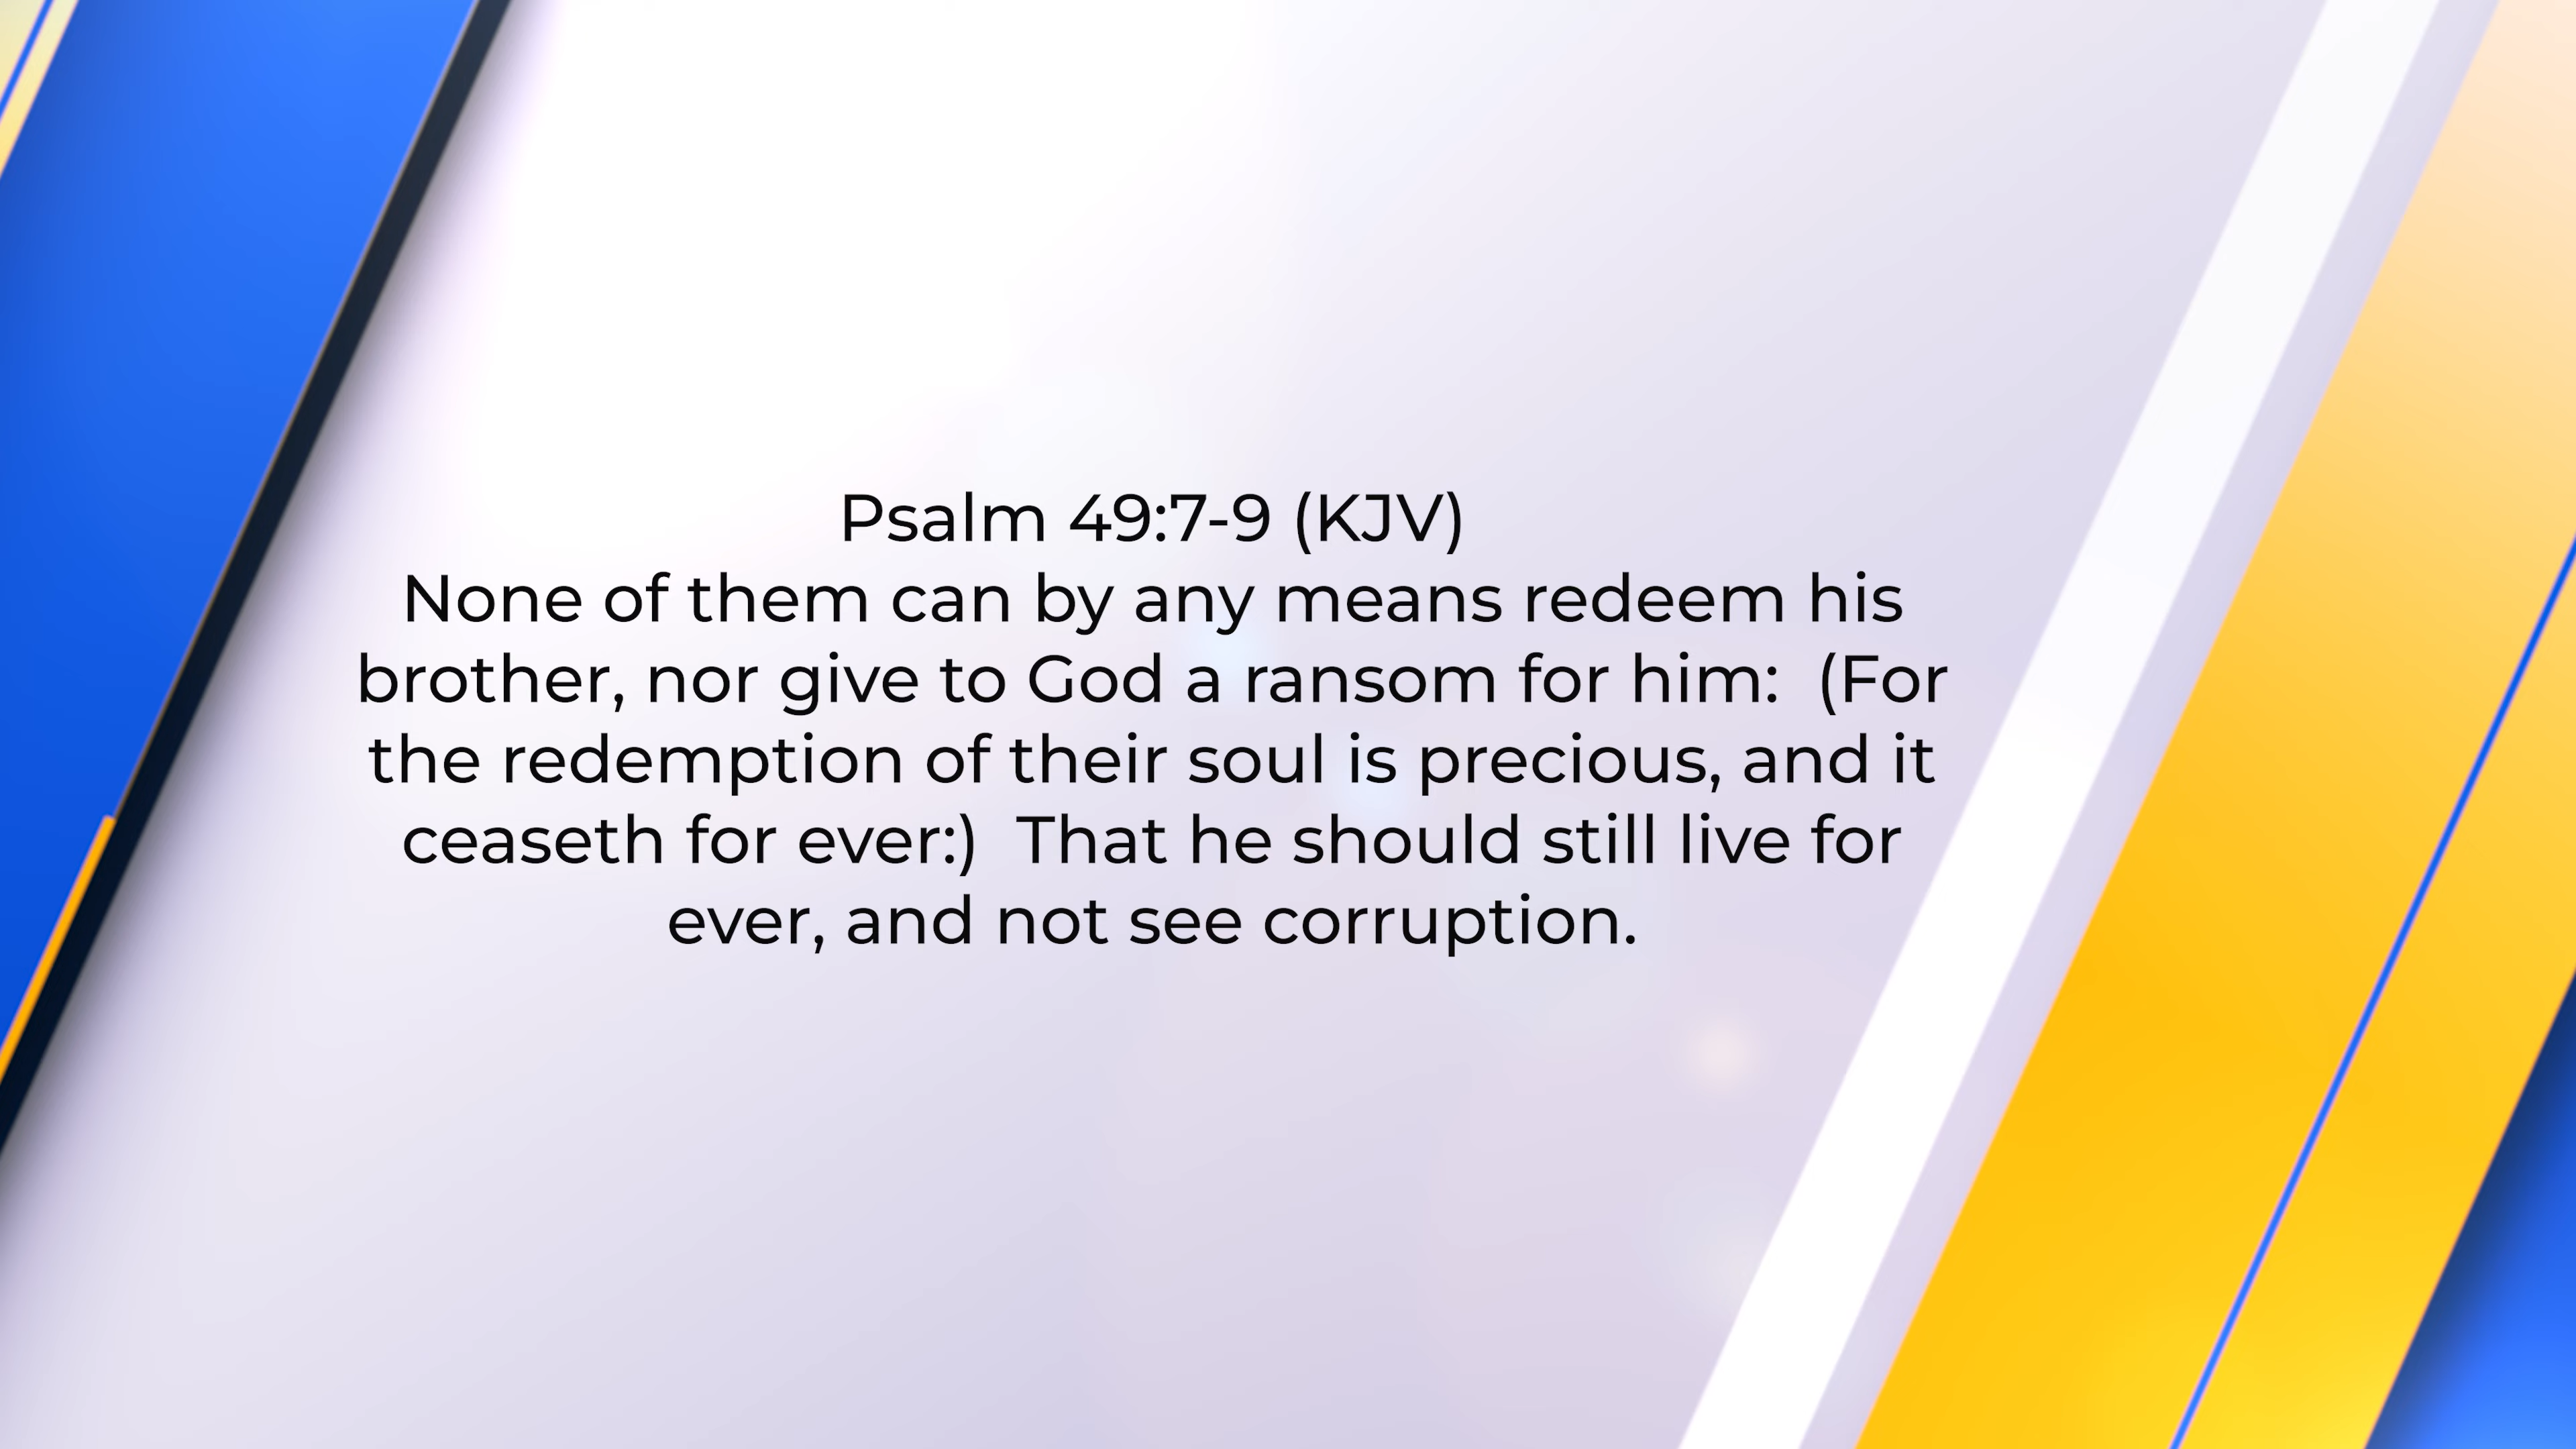 Psalm 49:7-9 (KJV)
None of them can by any means redeem his
brother, nor give to God a ransom for him:  (For
the redemption of their soul is precious, and it
ceaseth for ever:)  That he should still live for
ever, and not see corruption.